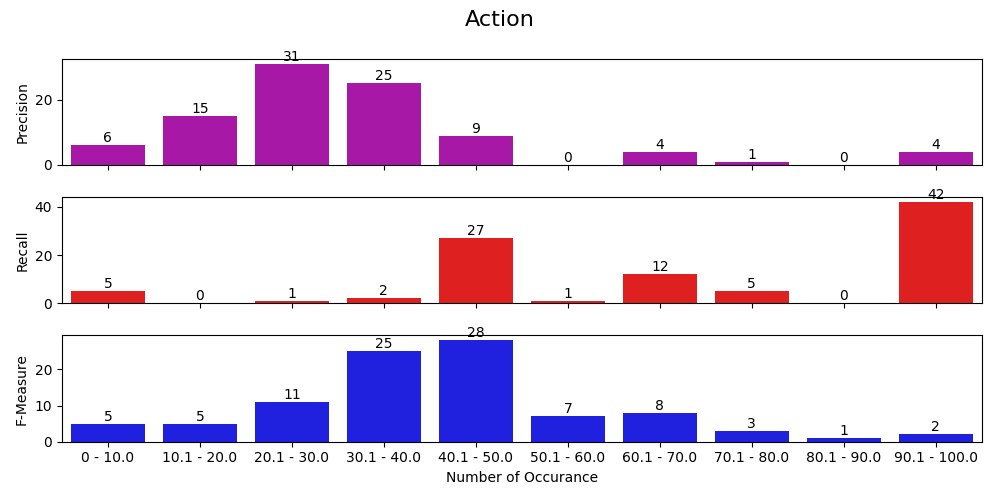 Action
Precision
20
0
6 15 31 25 9 0 4 1 0 4
Recall
40
20
0
5 0 1 2 27 1 12 5 0 42
F-Measure
20
10
0
5 5 11 25 28 7 8 3 1 2
0 - 10.0 10.1 - 20.0 20.1 - 30.0 30.1 - 40.0 40.1 - 50.0 50.1 - 60.0 60.1 - 70.0 70.1 - 80.0 80.1 - 90.0 90.1 - 100.0
Number of Occurance